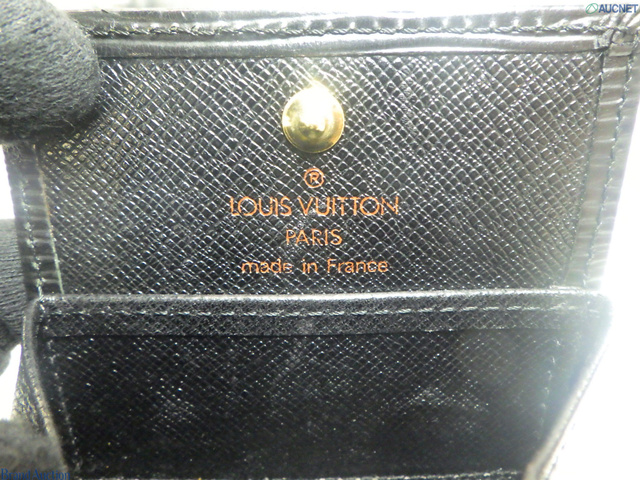 AUCNET
®
LOUIS VUITTON
PARIS
made in France